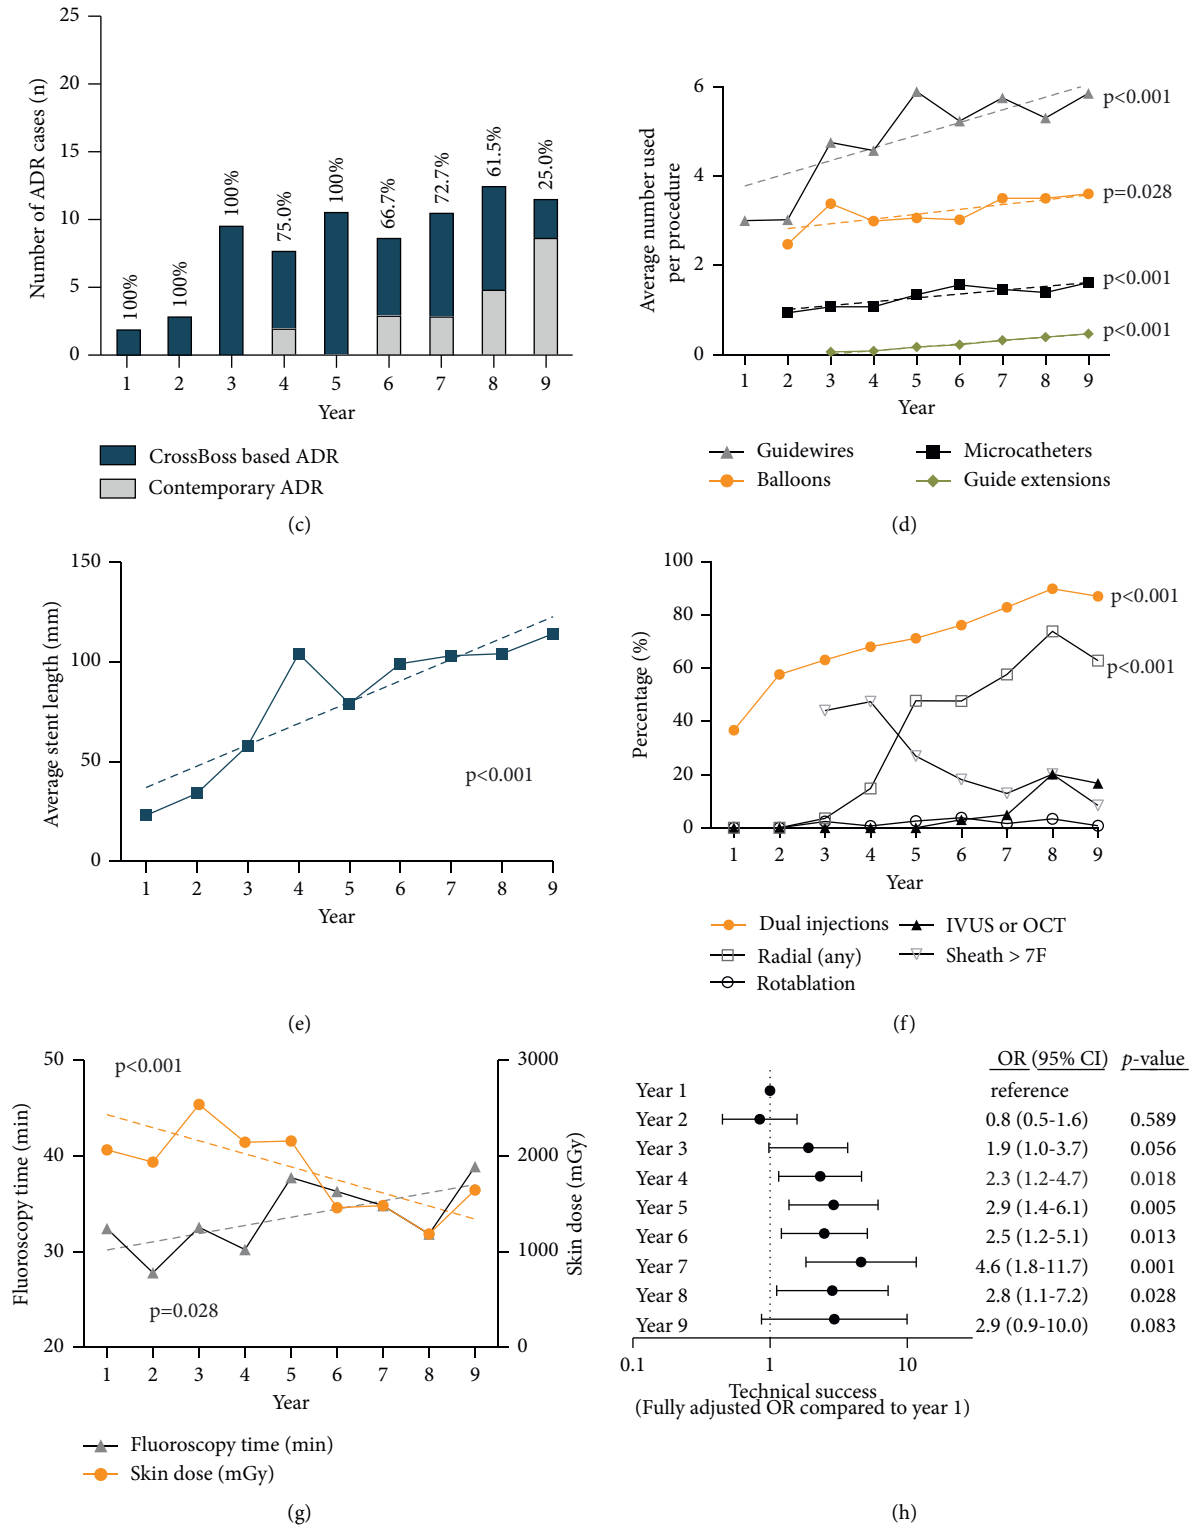 25
20
15
10
5
0
Number of ADR cases (n)
100%
100%
100%
75.0%
100%
66.7%
72.7%
61.5%
25.0%
1 2 3 4 5 6 7 8 9
Year
CrossBoss based ADR
Contemporary ADR
(c)
6
4
2
0
Average number used
per procedure
p<0.001
p=0.028
p<0.001
p<0.001
1 2 3 4 5 6 7 8 9
Year
Guidewires
Balloons
Microcatheters
Guide extensions
(d)
150
100
50
0
Average stent length (mm)
p<0.001
1 2 3 4 5 6 7 8 9
Year
(e)
100
80
60
40
20
0
Percentage (%)
p<0.001
p<0.001
1 2 3 4 5 6 7 8 9
Year
Dual injections
Radial (any)
Rotablation
IVUS or OCT
Sheath > 7F
(f)
50
40
30
20
Fluoroscopy time (min)
p<0.001
p=0.028
3000
2000
1000
0
Skin dose (mGy)
1 2 3 4 5 6 7 8 9
Year
Fluoroscopy time (min)
Skin dose (mGy)
(g)
OR (95% CI) p-value
Year 1 reference
Year 2 0.8 (0.5-1.6) 0.589
Year 3 1.9 (1.0-3.7) 0.056
Year 4 2.3 (1.2-4.7) 0.018
Year 5 2.9 (1.4-6.1) 0.005
Year 6 2.5 (1.2-5.1) 0.013
Year 7 4.6 (1.8-11.7) 0.001
Year 8 2.8 (1.1-7.2) 0.028
Year 9 2.9 (0.9-10.0) 0.083
0.1 1 10
Technical success
(Fully adjusted OR compared to year 1)
(h)